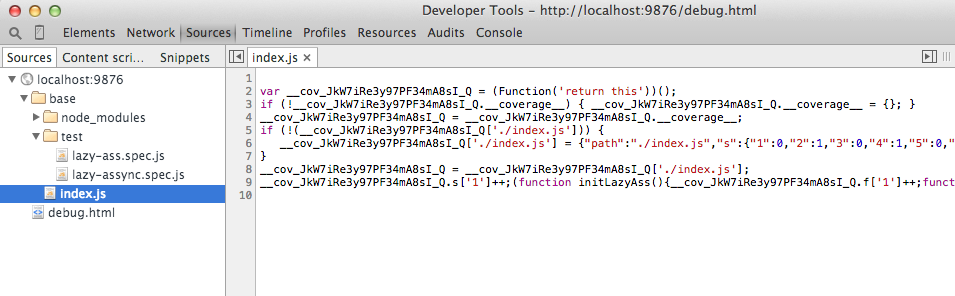 Developer Tools - http://localhost:9876/debug.html
Elements Network Sources Timeline Profiles Resources Audits Console
Sources Content scri... Snippets
index.js ×
localhost:9876
base
node_modules
test
lazy-ass.spec.js
lazy-assync.spec.js
index.js
debug.html
1
2 var __cov_JkW7iRe3y97PF34mA8sI_Q = (Function('return this'))();
3 if (!__cov_JkW7iRe3y97PF34mA8sI_Q.__coverage__) { __cov_JkW7iRe3y97PF34mA8sI_Q.__coverage__ = {}; }
4 __cov_JkW7iRe3y97PF34mA8sI_Q = __cov_JkW7iRe3y97PF34mA8sI_Q.__coverage__;
5 if (!(__cov_JkW7iRe3y97PF34mA8sI_Q['./index.js'])) {
6 __cov_JkW7iRe3y97PF34mA8sI_Q['./index.js'] = {"path":"./index.js","s":{"1":0,"2":1,"3":0,"4":1,"5":0,"
7 }
8 __cov_JkW7iRe3y97PF34mA8sI_Q = __cov_JkW7iRe3y97PF34mA8sI_Q['./index.js'];
9 __cov_JkW7iRe3y97PF34mA8sI_Q.s['1']++;(function initLazyAss(){__cov_JkW7iRe3y97PF34mA8sI_Q.f['1']++;funct
10